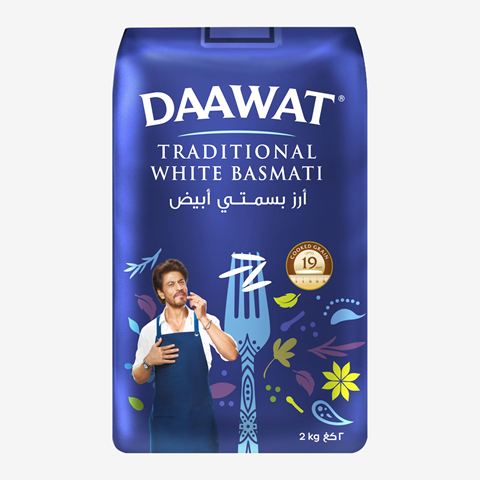 DAAWAT®
TRADITIONAL
WHITE BASMATI
أرز بسمتي أبيض
COOKED GRAIN
19
2 kg ٢ كغ